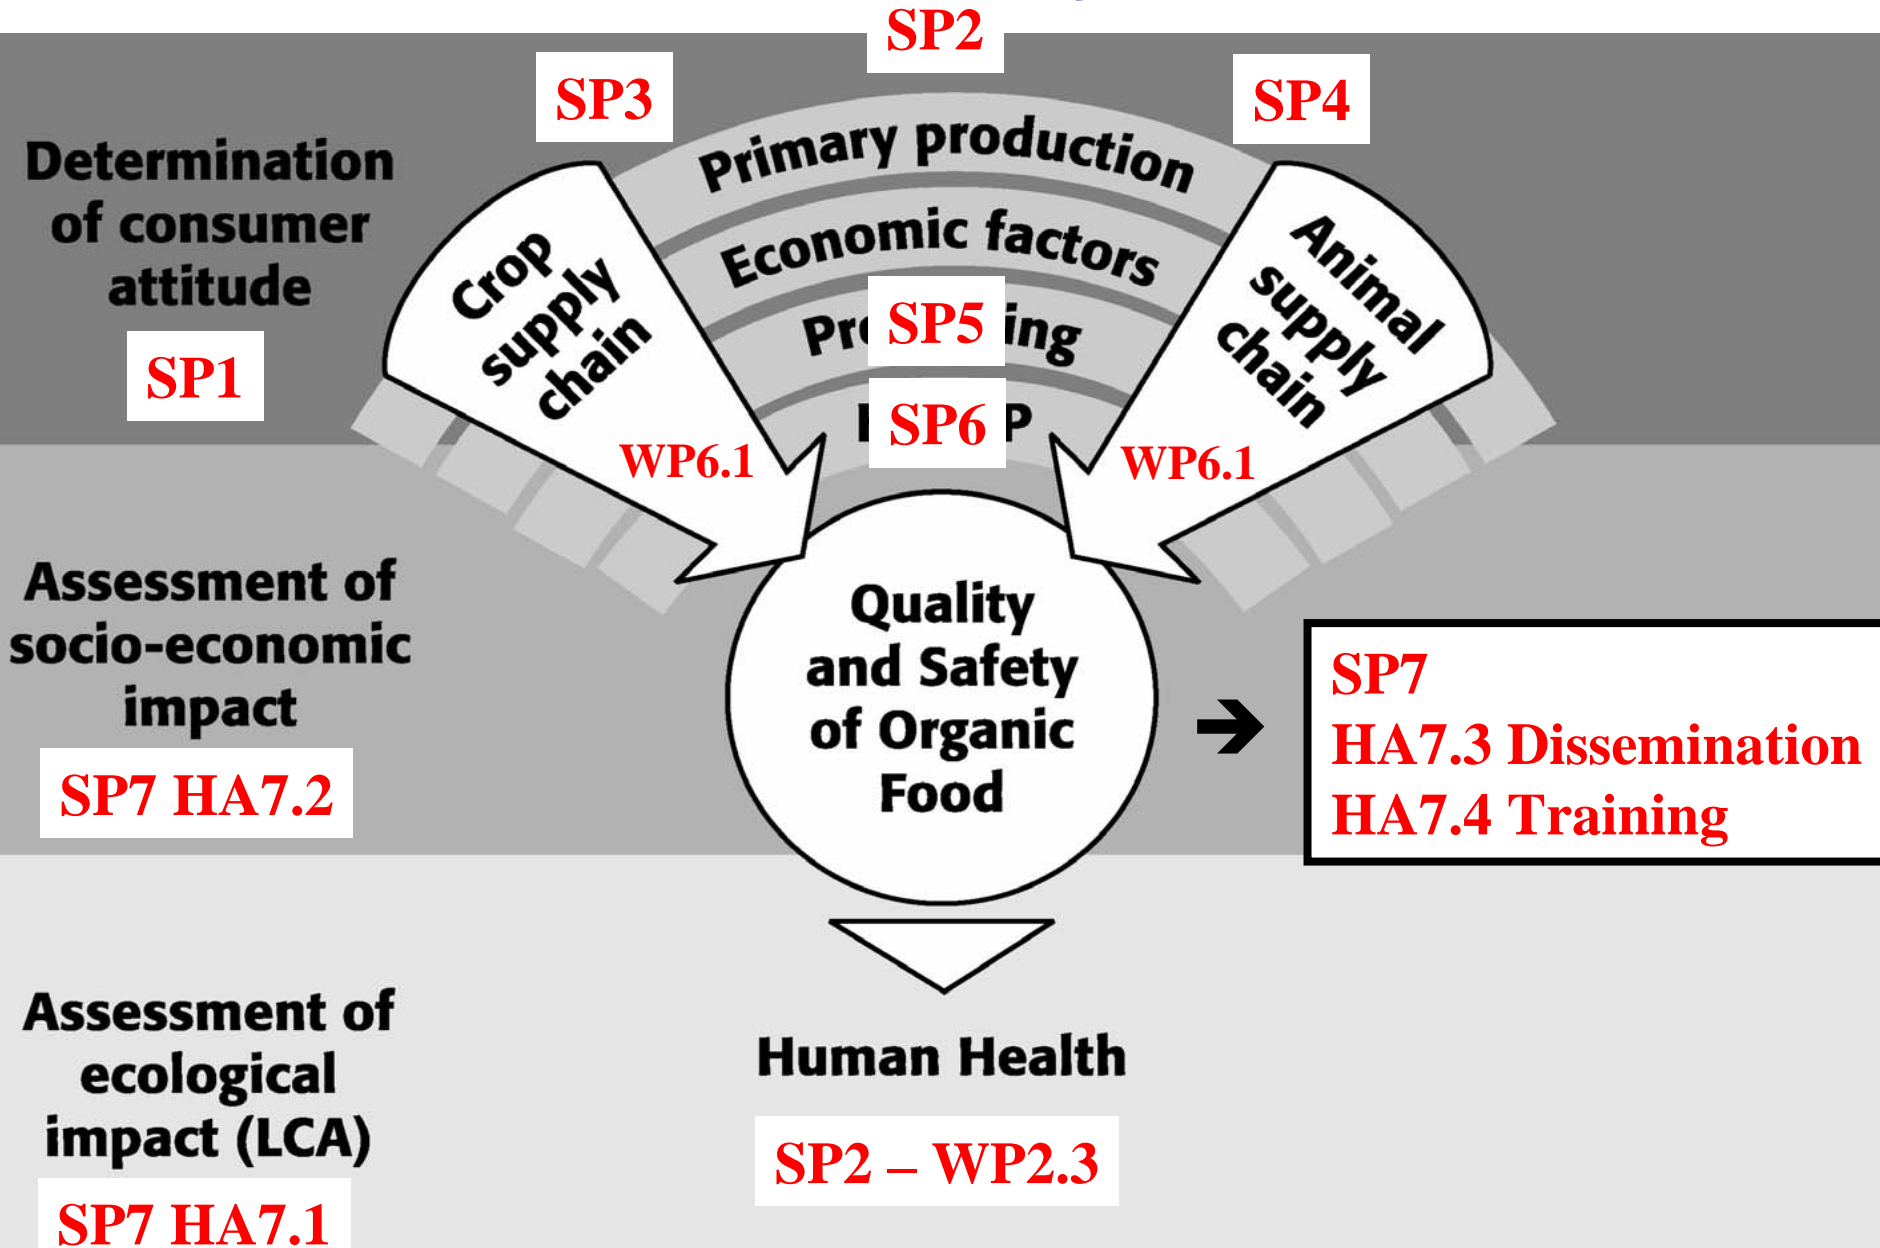 SP2
SP3
SP4
Primary production
Economic factors
SP5
SP6
Determination
of consumer
attitude
SP1
Crop
supply
chain
WP6.1
Animal
supply
chain
WP6.1
Assessment of
socio-economic
impact
SP7 HA7.2
Quality
and Safety
of Organic
Food
SP7
HA7.3 Dissemination
HA7.4 Training
Assessment of
ecological
impact (LCA)
SP7 HA7.1
Human Health
SP2 – WP2.3